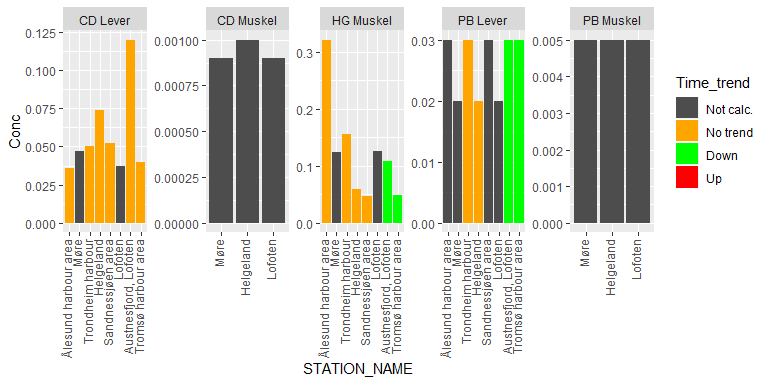 CD Lever
CD Muskel
HG Muskel
PB Lever
PB Muskel
Conc
0.125
0.100
0.075
0.050
0.025
0.000
0.00100
0.00075
0.00050
0.00025
0.00000
0.3
0.2
0.1
0.0
0.03
0.02
0.01
0.00
0.005
0.004
0.003
0.002
0.001
0.000
Ålesund harbour area
Møre
Trondheim harbour
Helgeland
Sandnessjøen area
Lofoten
Austnesfjord, Lofoten
Tromsø harbour area
Møre
Helgeland
Lofoten
Ålesund harbour area
Møre
Trondheim harbour
Helgeland
Sandnessjøen area
Lofoten
Austnesfjord, Lofoten
Tromsø harbour area
Ålesund harbour area
Møre
Trondheim harbour
Helgeland
Sandnessjøen area
Lofoten
Austnesfjord, Lofoten
Tromsø harbour area
Møre
Helgeland
Lofoten
STATION_NAME
Time_trend
Not calc.
No trend
Down
Up